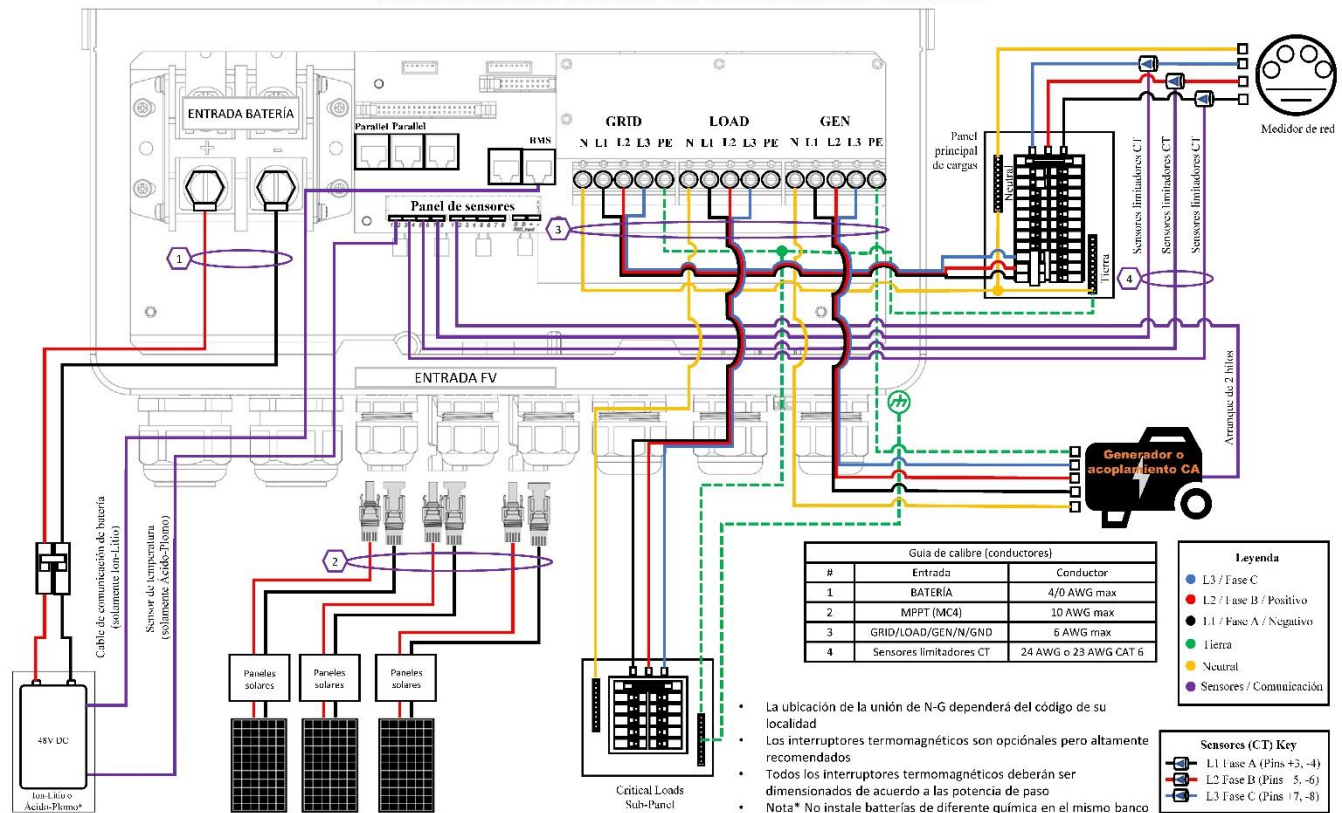 ENTRADA BATERÍA
+
-
Parallel Parallel
BMS
Panel de sensores
GRID
LOAD
GEN
N L1 L2 L3 PE
N L1 L2 L3 PE
N L1 L2 L3 PE
1
3
4
2
ENTRADA FV
Panel
principal
de cargas
Neutral
Tierra
Sensores limitadores CT
Sensores limitadores CT
Sensores limitadores CT
Medidor de red
Arranque de 2 hilos
Generador o
acoplamiento CA
Cable de comunicación de batería
(solamente Ion-Litio)
Sensor de temperatura
(solamente Ácido-Plomo)
48V DC
Ion-Litio o
Ácido-Plomo*
Paneles
solares
Paneles
solares
Paneles
solares
Critical Loads
Sub-Panel
Guia de calibre (conductores)
# Entrada Conductor
1 BATERÍA 4/0 AWG max
2 MPPT (MC4) 10 AWG max
3 GRID/LOAD/GEN/N/GND 6 AWG max
4 Sensores limitadores CT 24 AWG o 23 AWG CAT 6
• La ubicación de la unión de N-G dependerá del código de su
localidad
• Los interruptores termomagnéticos son opciónales pero altamente
recomendados
• Todos los interruptores termomagnéticos deberán ser
dimensionados de acuerdo a las potencia de paso
• Nota* No instale batterías de diferente química en el mismo banco
Leyenda
L3 / Fase C
L2 / Fase B / Positivo
L1 / Fase A / Negativo
Tierra
Neutral
Sensores / Comunicación
Sensores (CT) Key
L1 Fase A (Pins +3, -4)
L2 Fase B (Pins 5, -6)
L3 Fase C (Pins +7, -8)